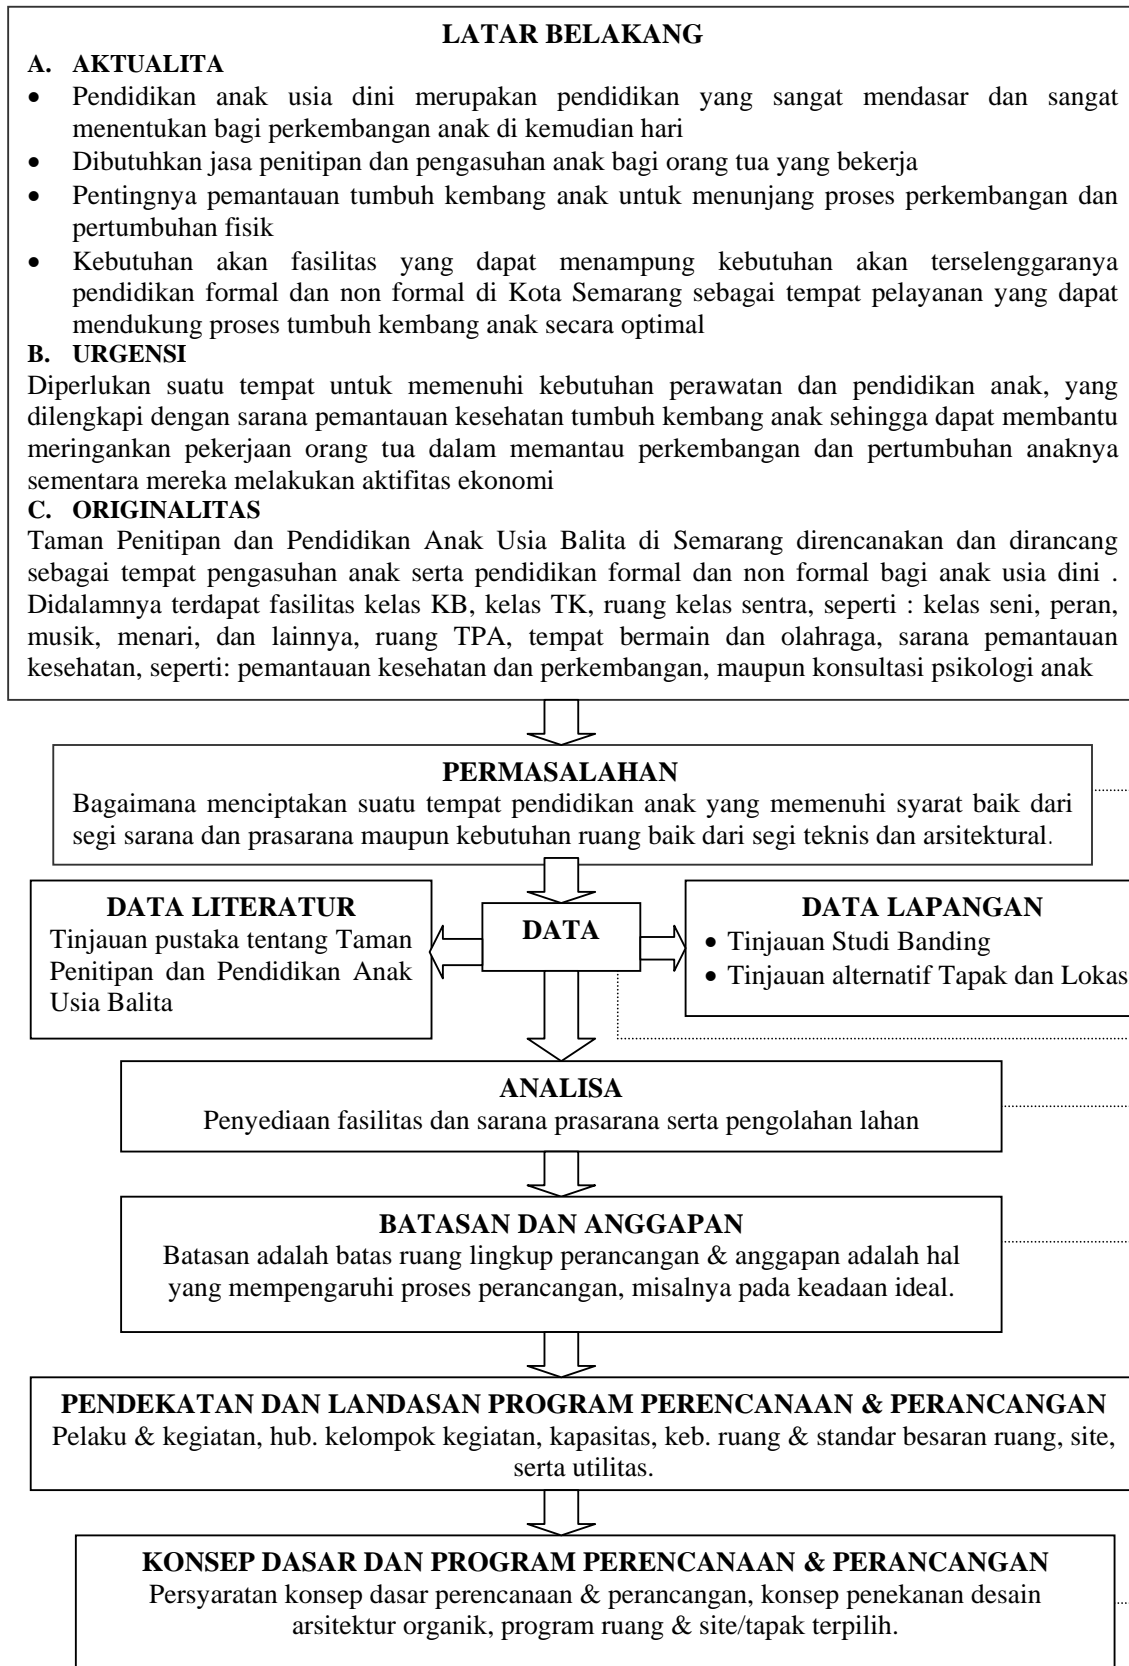 LATAR BELAKANG
A. AKTUALITA
• Pendidikan anak usia dini merupakan pendidikan yang sangat mendasar dan sangat
menentukan bagi perkembangan anak di kemudian hari
• Dibutuhkan jasa penitipan dan pengasuhan anak bagi orang tua yang bekerja
• Pentingnya pemantauan tumbuh kembang anak untuk menunjang proses perkembangan dan
pertumbuhan fisik
• Kebutuhan akan fasilitas yang dapat menampung kebutuhan akan terselenggaranya
pendidikan formal dan non formal di Kota Semarang sebagai tempat pelayanan yang dapat
mendukung proses tumbuh kembang anak secara optimal
B. URGENSI
Diperlukan suatu tempat untuk memenuhi kebutuhan perawatan dan pendidikan anak, yang
dilengkapi dengan sarana pemantauan kesehatan tumbuh kembang anak sehingga dapat membantu
meringankan pekerjaan orang tua dalam memantau perkembangan dan pertumbuhan anaknya
sementara mereka melakukan aktifitas ekonomi
C. ORIGINALITAS
Taman Penitipan dan Pendidikan Anak Usia Balita di Semarang direncanakan dan dirancang
sebagai tempat pengasuhan anak serta pendidikan formal dan non formal bagi anak usia dini .
Didalamnya terdapat fasilitas kelas KB, kelas TK, ruang kelas sentra, seperti : kelas seni, peran,
musik, menari, dan lainnya, ruang TPA, tempat bermain dan olahraga, sarana pemantauan
kesehatan, seperti: pemantauan kesehatan dan perkembangan, maupun konsultasi psikologi anak
PERMASALAHAN
Bagaimana menciptakan suatu tempat pendidikan anak yang memenuhi syarat baik dari
segi sarana dan prasarana maupun kebutuhan ruang baik dari segi teknis dan arsitektural.
DATA LITERATUR
Tinjauan pustaka tentang Taman
Penitipan dan Pendidikan Anak
Usia Balita
DATA
DATA LAPANGAN
• Tinjauan Studi Banding
• Tinjauan alternatif Tapak dan Lokas
ANALISA
Penyediaan fasilitas dan sarana prasarana serta pengolahan lahan
BATASAN DAN ANGGAPAN
Batasan adalah batas ruang lingkup perancangan & anggapan adalah hal
yang mempengaruhi proses perancangan, misalnya pada keadaan ideal.
PENDEKATAN DAN LANDASAN PROGRAM PERENCANAAN & PERANCANGAN
Pelaku & kegiatan, hub. kelompok kegiatan, kapasitas, keb. ruang & standar besaran ruang, site,
serta utilitas.
KONSEP DASAR DAN PROGRAM PERENCANAAN & PERANCANGAN
Persyaratan konsep dasar perencanaan & perancangan, konsep penekanan desain
arsitektur organik, program ruang & site/tapak terpilih.